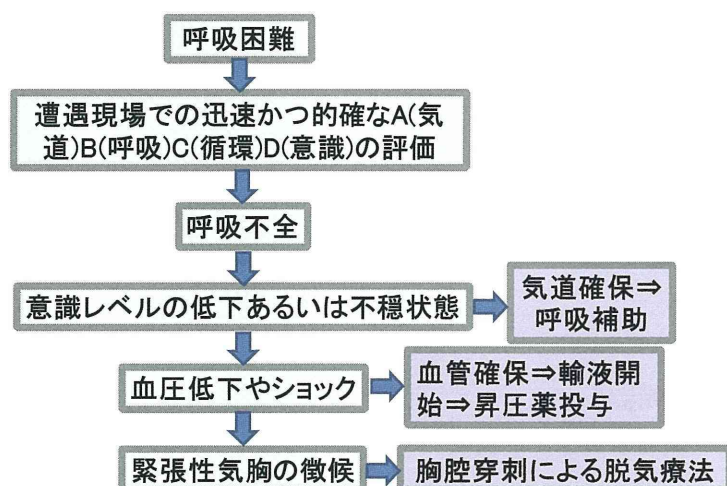 呼吸困難
遭遇現場での迅速かつ的確なA(気
道)B(呼吸)C(循環)D(意識)の評価
呼吸不全
意識レベルの低下あるいは不穏状態
気道確保⇒
呼吸補助
血圧低下やショック
血管確保⇒輸液開
始⇒昇圧薬投与
緊張性気胸の徴候
胸腔穿刺による脱気療法